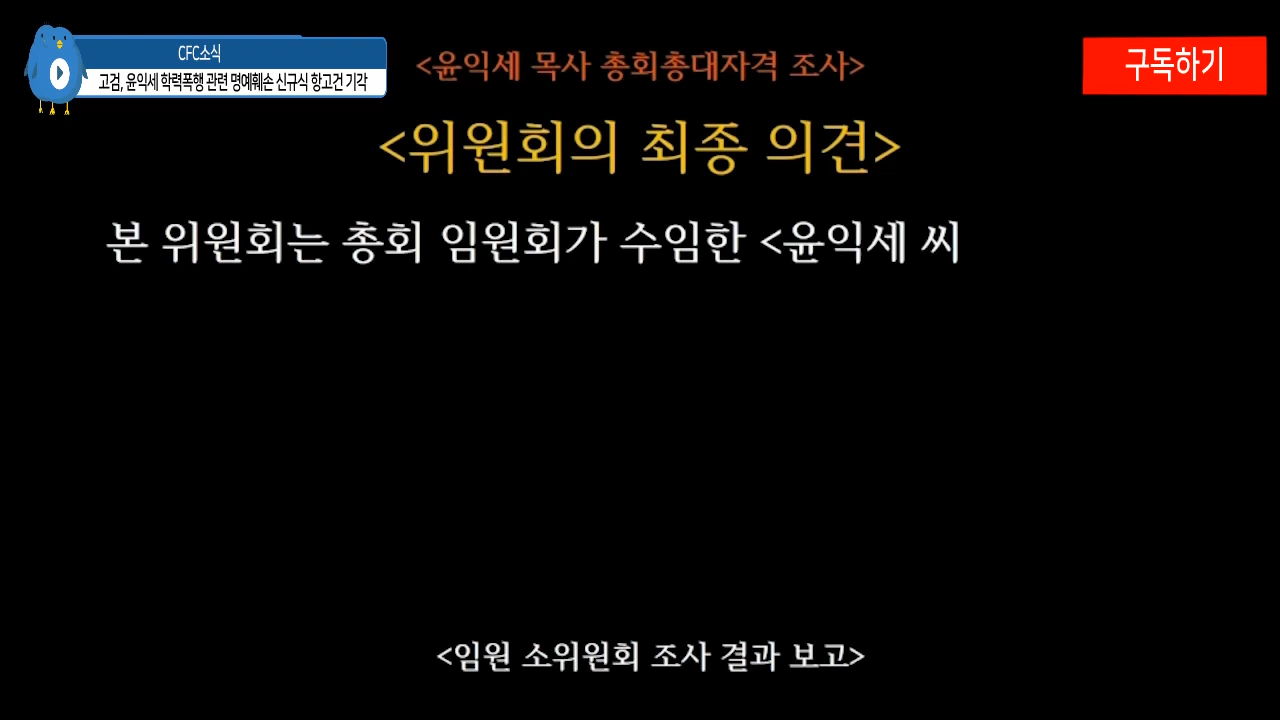 CFC소식
고검, 윤익세 학력폭행 관련 명예훼손 신규식 항고건 기각
<윤익세 목사 총회총대자격 조사>
구독하기
<위원회의 최종 의견>
본 위원회는 총회 임원회가 수임한 <윤익세 씨
<임원 소위원회 조사 결과 보고>